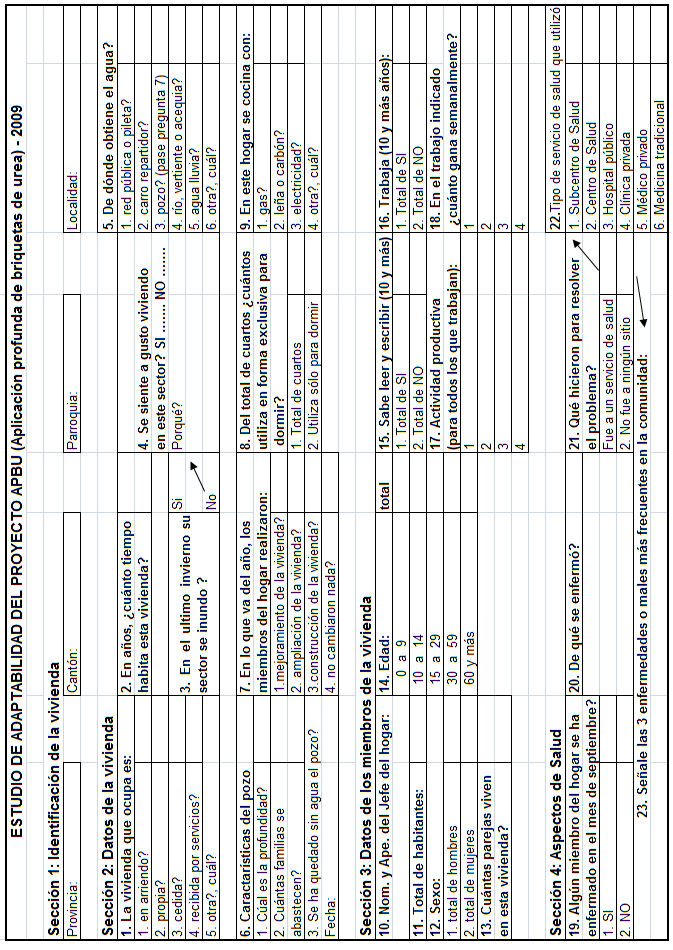 ESTUDIO DE ADAPTABILIDAD DEL PROYECTO APBU (Aplicación profunda de briquetas de urea) - 2009
Sección 1: Identificación de la vivienda
Provincia:
Cantón:
Parroquia:
Localidad:
Sección 2: Datos de la vivienda
1. La vivienda que ocupa es:
1. en arriendo?
2. propia?
3. cedida?
4. recibida por servicios?
5. otra?, cuál?
2. En años, ¿cuánto tiempo
habita esta vivienda?
3. En el ultimo invierno su
sector se inundo ?
Si
No
4. Se siente a gusto viviendo
en este sector? SI ....... NO .......
Porqué?
5. De dónde obtiene el agua?
1. red pública o pileta?
2. carro repartidor?
3. pozo? (pase pregunta 7)
4. río, vertiente o acequia?
5. agua lluvia?
6. otra?, cuál?
6. Características del pozo
1. Cúal es la profundidad?
2. Cuántas familias se
abastecen?
3. Se ha quedado sin agua el pozo?
Fecha:
7. En lo que va del año, los
miembros del hogar realizaron:
1.mejoramiento de la vivienda?
2. ampliación de la vivienda?
3.construcción de la vivienda?
4. no cambiaron nada?
8. Del total de cuartos ¿cuántos
utiliza en forma exclusiva para
dormir?
1. Total de cuartos
2. Utiliza sólo para dormir
9. En este hogar se cocina con:
1. gas?
2. leña o carbón?
3. electricidad?
4. otra?, cuál?
Sección 3: Datos de los miembros de la vivienda
10. Nom. y Ape. del Jefe del hogar:
11. Total de habitantes:
12. Sexo:
1. total de hombres
2. total de mujeres
13. Cuántas parejas viven
en esta vivienda?
14. Edad:
total
0 a 9
10 a 14
15 a 29
30 a 59
60 y más
15. Sabe leer y escribir (10 y más)
1. Total de SI
2. Total de NO
17. Actividad productiva
(para todos los que trabajan):
1
2
3
4
16. Trabaja (10 y más años):
1. Total de SI
2. Total de NO
18. En el trabajo indicado
¿cuánto gana semanalmente?
1
2
3
4
Sección 4: Aspectos de Salud
19. Algún miembro del hogar se ha
enfermado en el mes de septiembre?
1. SI
2. NO
20. De qué se enfermó?
21. Qué hicieron para resolver
el problema?
Fue a un servicio de salud
2. No fue a ningún sitio
22.Tipo de servicio de salud que utilizó
1. Subcentro de Salud
2. Centro de Salud
3. Hospital público
4. Clínica privada
5. Médico privado
6. Medicina tradicional
23. Señale las 3 enfermedades o males más frecuentes en la comunidad: